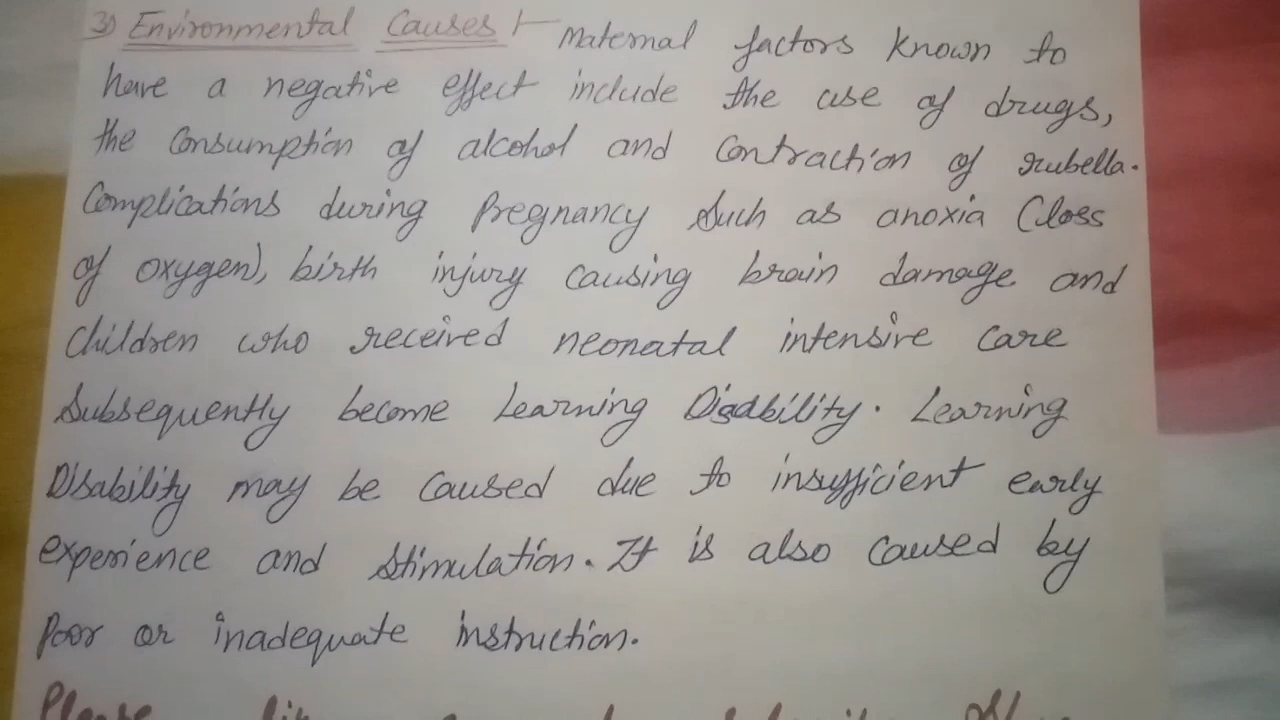 3) Environmental Causes :- Maternal factors known to
have a negative effect include the use of drugs,
the consumption of alcohol and contraction of rubella.
Complications during Pregnancy such as anoxia (loss
of oxygen), birth injury causing brain damage and
children who received neonatal intensive care
subsequently become Learning Disability. Learning
Disability may be caused due to insufficient early
experience and stimulation. It is also caused by
Poor or inadequate instruction.
Please